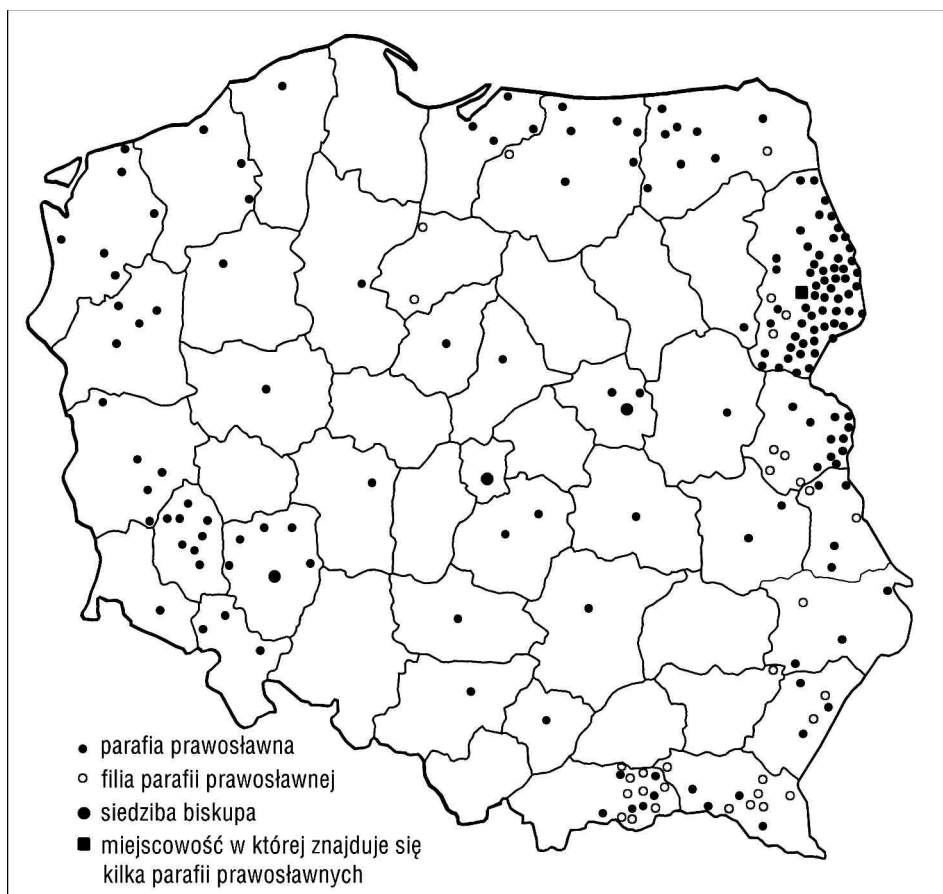 parafia prawosławna
filia parafii prawosławnej
siedziba biskupa
miejscowość w której znajduje się
kilka parafii prawosławnych